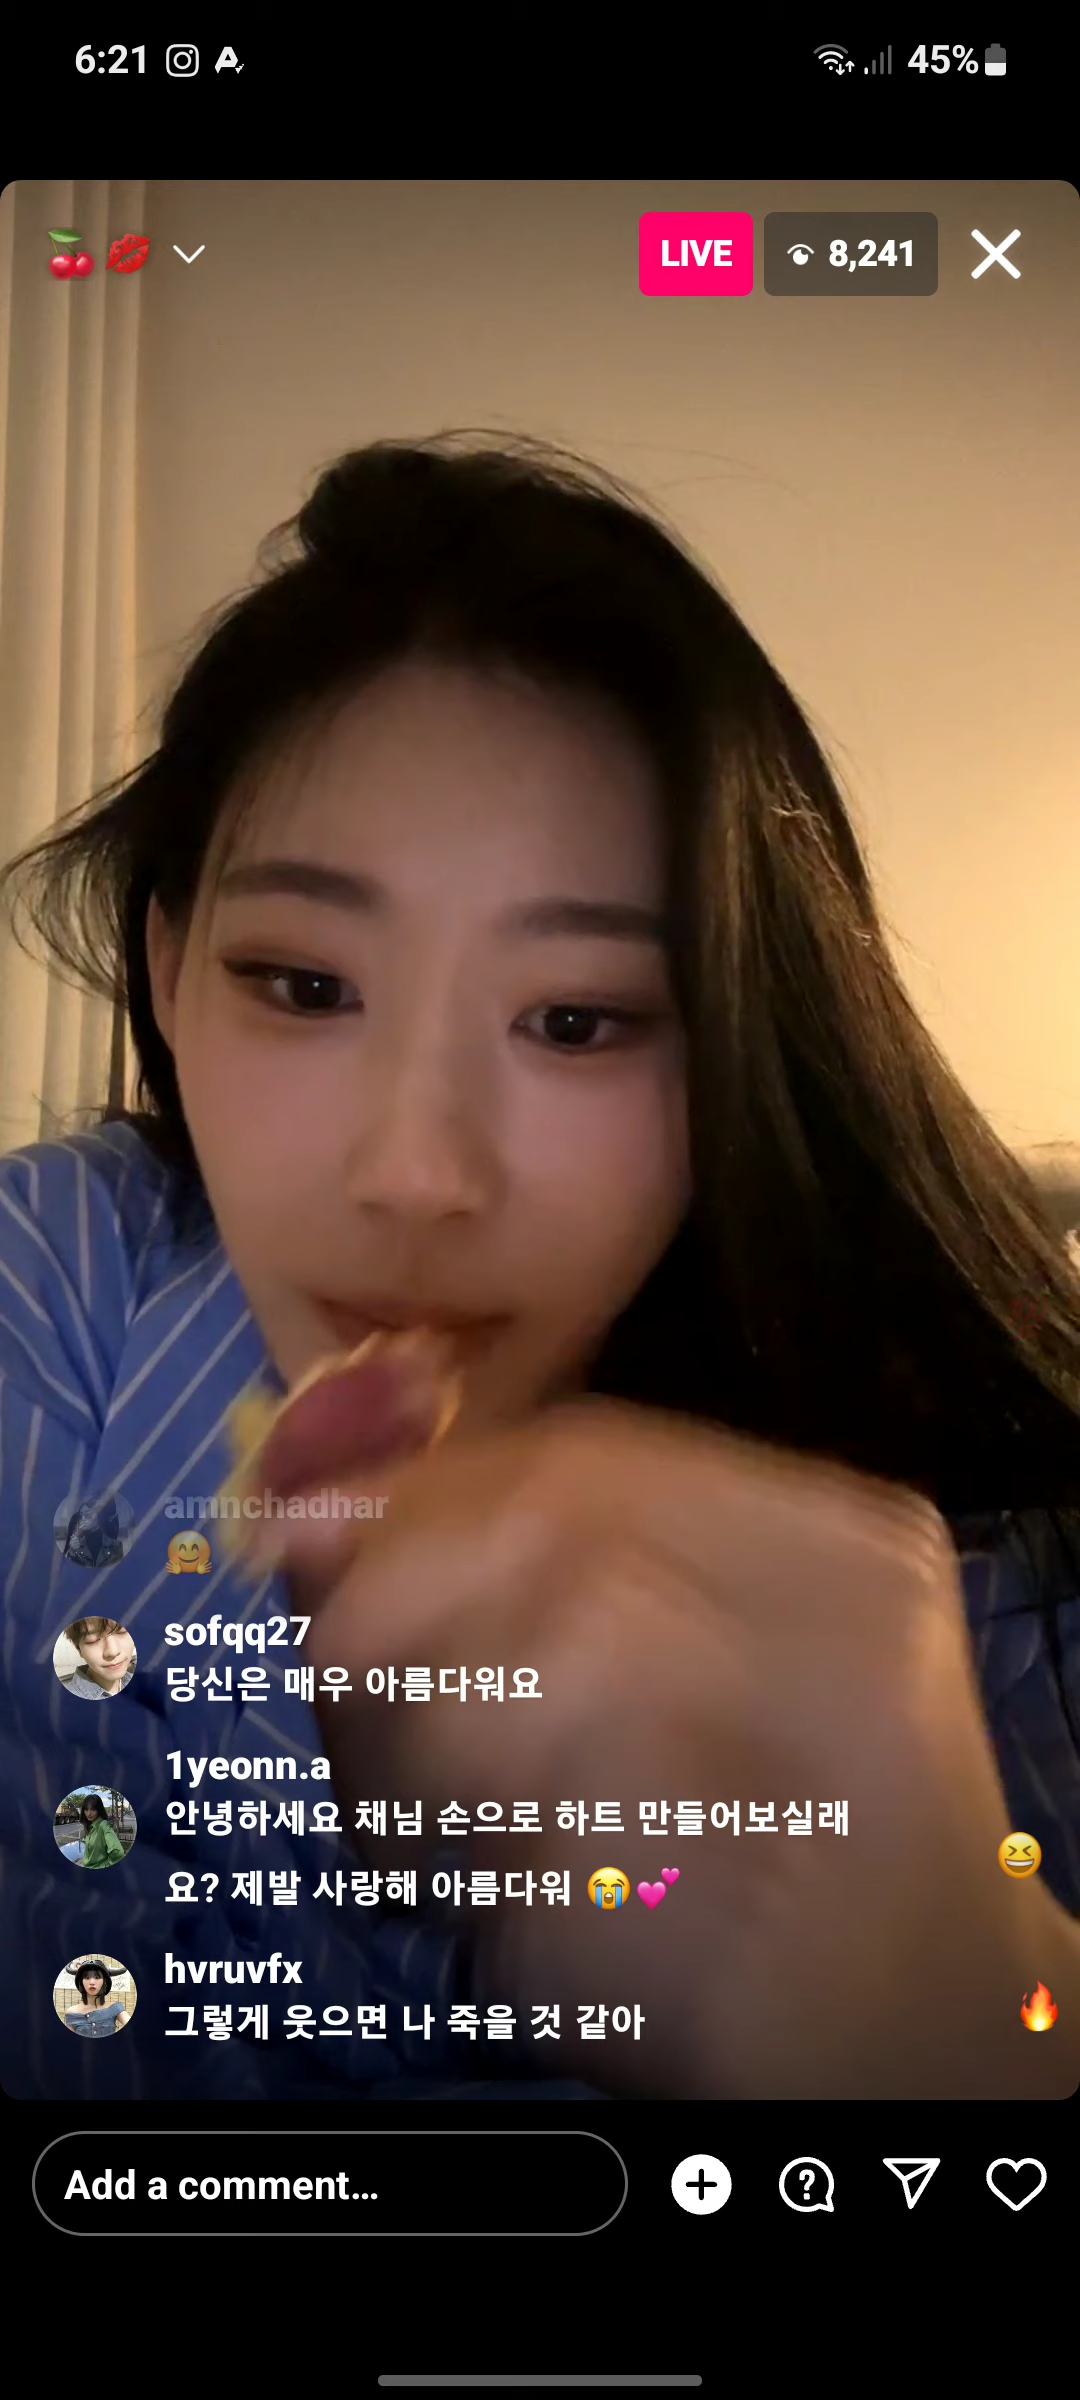 6:21
45%
LIVE
8,241
amnchadhar
sofqq27
당신은 매우 아름다워요
1yeonn.a
안녕하세요 채님 손으로 하트 만들어보실래
요? 제발 사랑해 아름다워 😭💕
hvruvfx
그렇게 웃으면 나 죽을 것 같아
Add a comment...